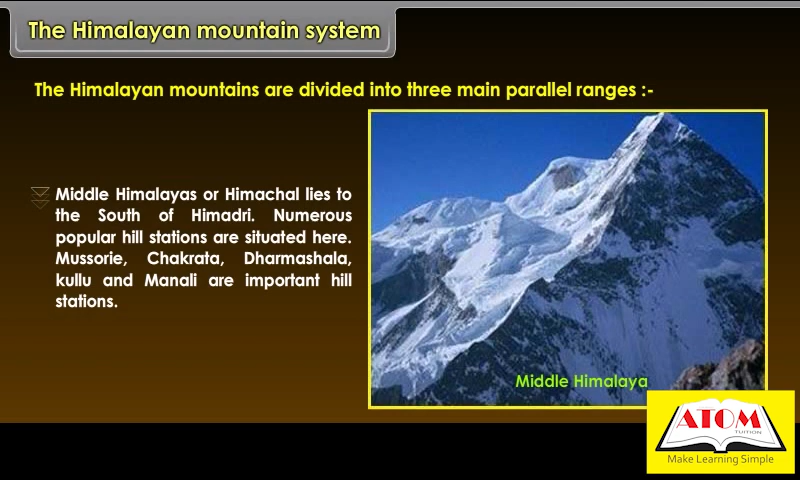 The Himalayan mountain system
The Himalayan mountains are divided into three main parallel ranges :-
Middle Himalayas or Himachal lies to
the South of Himadri. Numerous
popular hill stations are situated here.
Mussorie, Chakrata, Dharmashala,
kullu and Manali are important hill
stations.
Middle Himalaya
ATOM
TUITION
Make Learning Simple